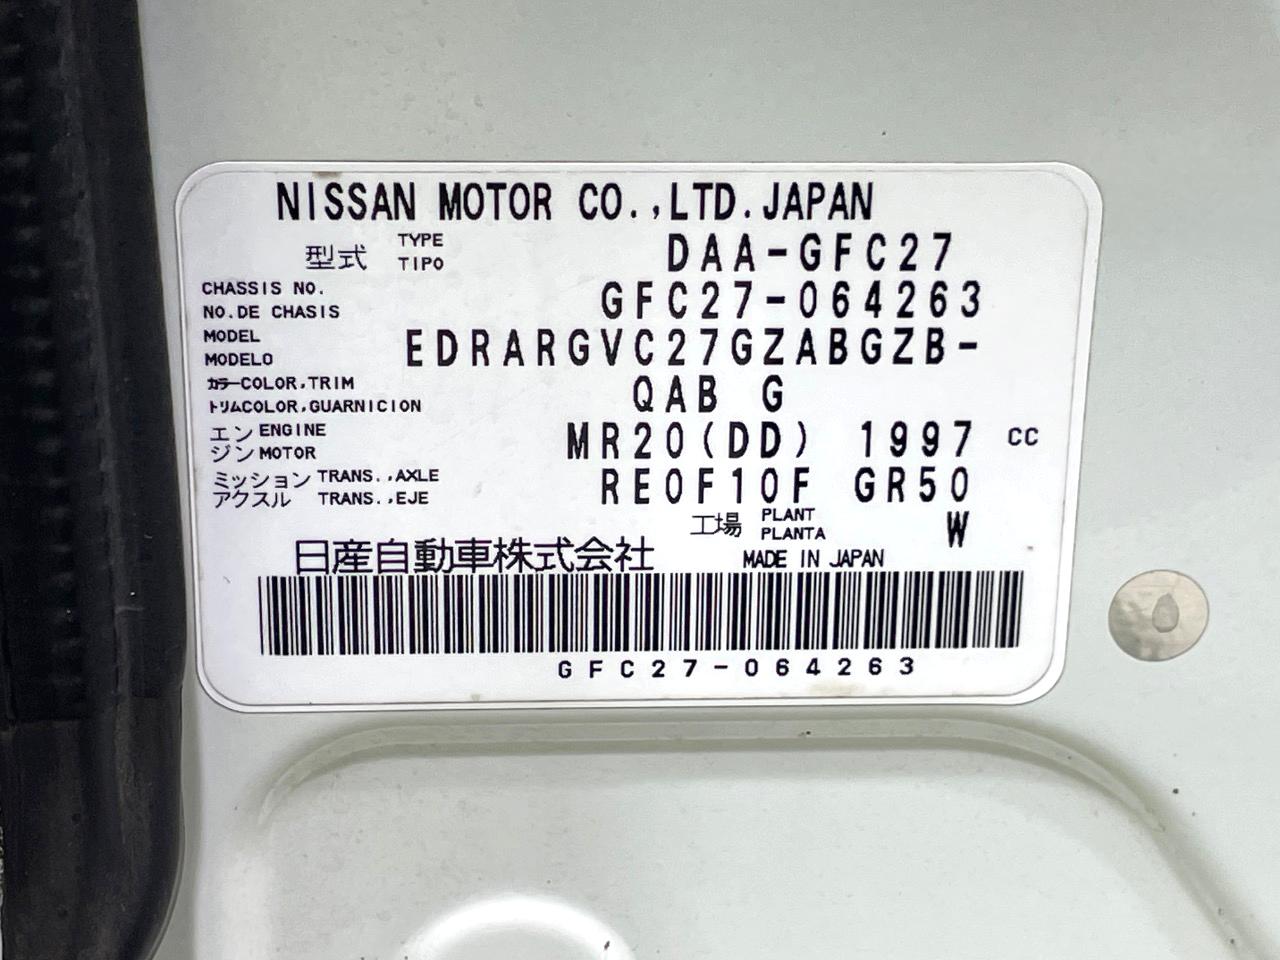 NISSAN MOTOR CO.,LTD.JAPAN
型式 TYPE TIPO DAA-GFC27
CHASSIS NO. NO.DE CHASIS GFC27-064263
MODEL MODELO EDRARGVC27GZABGZB-
カラーCOLOR,TRIM トリムCOLOR,GUARNICION QAB G
エンジン ENGINE MOTOR MR20(DD) 1997 CC
ミッション TRANS.,AXLE アクスル TRANS.,EJE RE0F10F GR50
工場 PLANT PLANTA W
日産自動車株式会社 MADE IN JAPAN
GFC27-064263